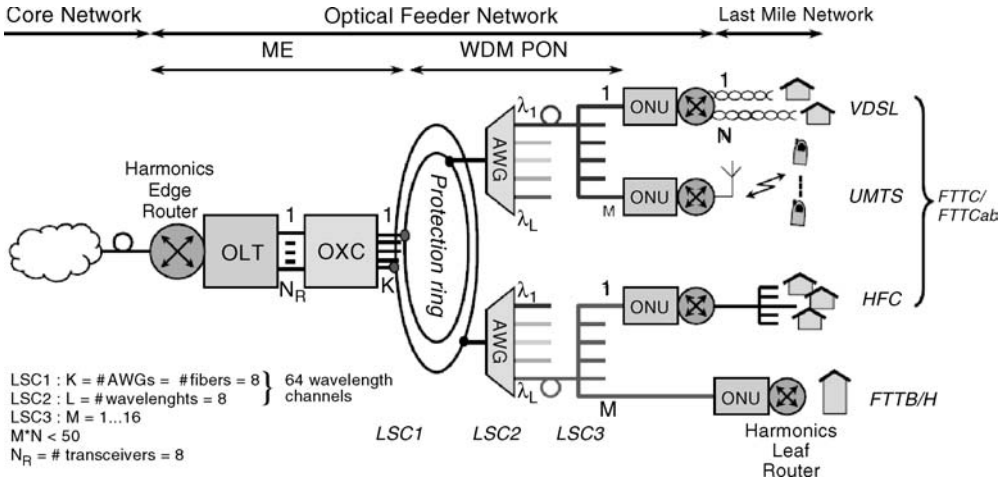 Core Network
Optical Feeder Network
Last Mile Network
ME
WDM PON
Harmonics
Edge
Router
OLT
1
N_R
OXC
1
K
Protection ring
AWG
λ₁
λ_L
1
M
ONU
ONU
1
N
VDSL
UMTS
FTTC/
FTTCab
AWG
λ₁
λ_L
1
M
ONU
HFC
ONU
FTTB/H
Harmonics
Leaf
Router
LSC1
LSC2
LSC3
LSC1 : K = #AWGs = #fibers = 8
LSC2 : L = #wavelenghts = 8
64 wavelength
channels
LSC3 : M = 1...16
M*N < 50
N_R = # transceivers = 8